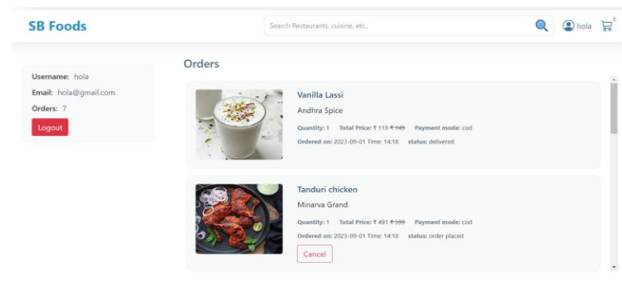 SB Foods
Search Restaurants, cuisine, etc.,
hola
0
Username: hola
Email: hola@gmail.com
Orders: 7
Logout
Orders
Vanilla Lassi
Andhra Spice
Quantity: 1 Total Price: ₹ 119 ₹ 149 Payment mode: cod
Ordered on: 2023-09-01 Time: 14:18 status: delivered
Tanduri chicken
Minarva Grand
Quantity: 1 Total Price: ₹ 491 ₹ 599 Payment mode: cod
Ordered on: 2023-09-01 Time: 14:18 status: order placed
Cancel